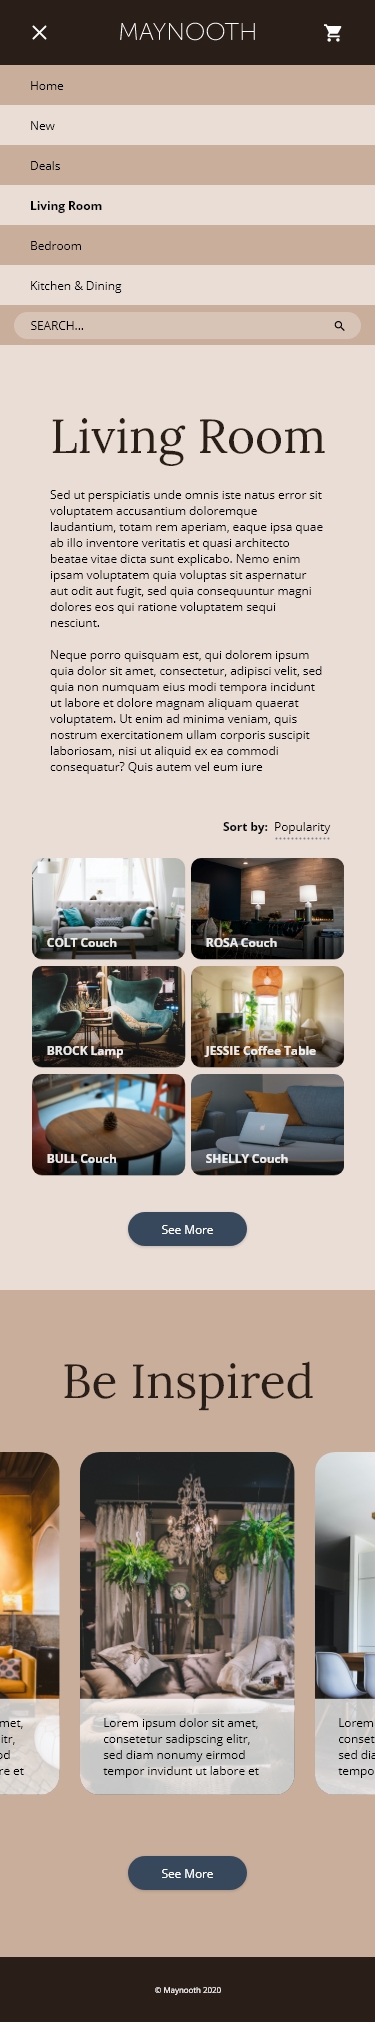 MAYNOOTH
Home
New
Deals
Living Room
Bedroom
Kitchen & Dining
SEARCH...
Living Room
Sed ut perspiciatis unde omnis iste natus error sit
voluptatem accusantium doloremque
laudantium, totam rem aperiam, eaque ipsa quae
ab illo inventore veritatis et quasi architecto
beatae vitae dicta sunt explicabo. Nemo enim
ipsam voluptatem quia voluptas sit aspernatur
aut odit aut fugit, sed quia consequuntur magni
dolores eos qui ratione voluptatem sequi
nesciunt.
Neque porro quisquam est, qui dolorem ipsum
quia dolor sit amet, consectetur, adipisci velit, sed
quia non numquam eius modi tempora incidunt
ut labore et dolore magnam aliquam quaerat
voluptatem. Ut enim ad minima veniam, quis
nostrum exercitationem ullam corporis suscipit
laboriosam, nisi ut aliquid ex ea commodi
consequatur? Quis autem vel eum iure
Sort by: Popularity
COLT Couch
ROSA Couch
BROCK Lamp
JESSIE Coffee Table
BULL Couch
SHELLY Couch
See More
Be Inspired
met,
itr,
od
re et
Lorem ipsum dolor sit amet,
consetetur sadipscing elitr,
sed diam nonumy eirmod
tempor invidunt ut labore et
Lorem
conset
sed dia
tempo
See More
© Maynooth 2020